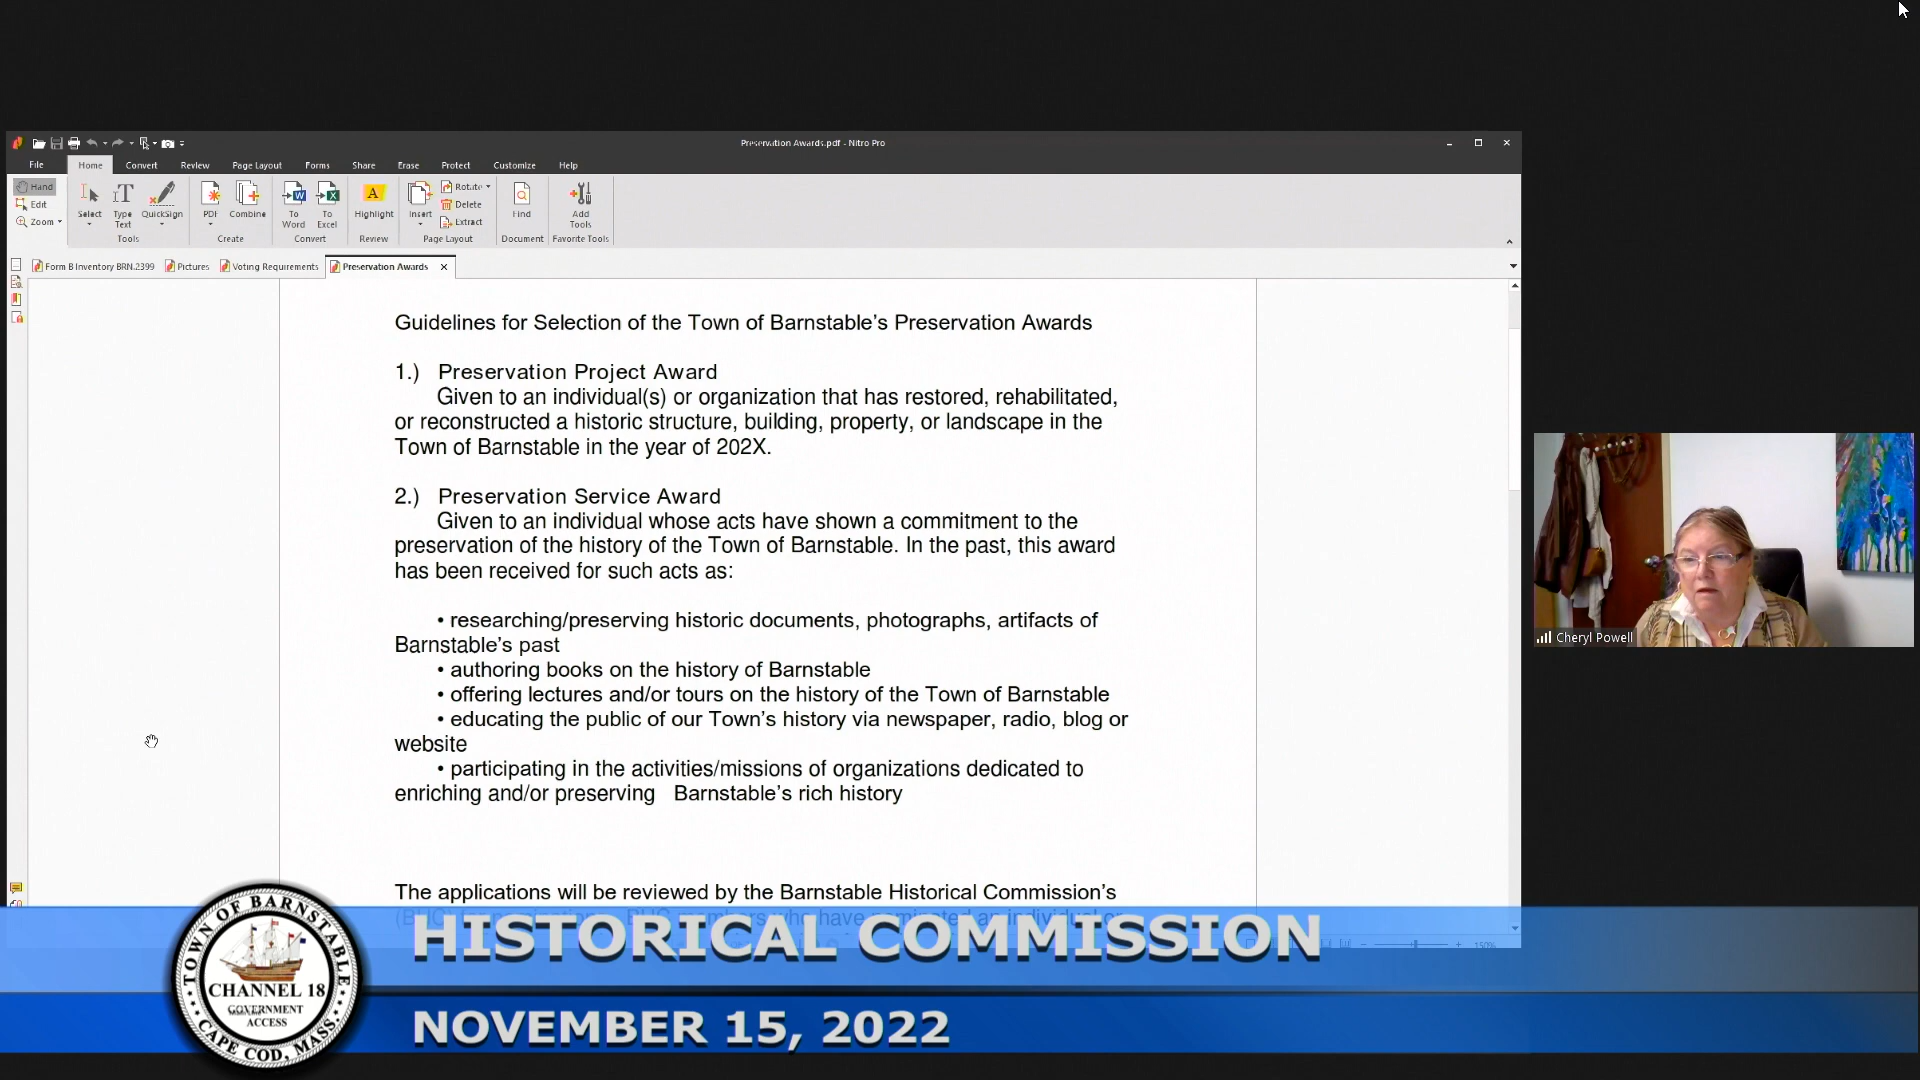 Preservation Awards.pdf - Nitro Pro
File Home Convert Review Page Layout Forms Share Erase Protect Customize Help
Hand
Edit
Zoom
Select
Type Text
QuickSign
Tools
PDF
Combine
Create
To Word
To Excel
Convert
Highlight
Review
Insert
Rotate
Delete
Extract
Page Layout
Find
Document
Add Tools
Favorite Tools
Form B Inventory BRN.2399 Pictures Voting Requirements Preservation Awards
Guidelines for Selection of the Town of Barnstable’s Preservation Awards
1.) Preservation Project Award
Given to an individual(s) or organization that has restored, rehabilitated,
or reconstructed a historic structure, building, property, or landscape in the
Town of Barnstable in the year of 202X.
2.) Preservation Service Award
Given to an individual whose acts have shown a commitment to the
preservation of the history of the Town of Barnstable. In the past, this award
has been received for such acts as:
• researching/preserving historic documents, photographs, artifacts of
Barnstable’s past
• authoring books on the history of Barnstable
• offering lectures and/or tours on the history of the Town of Barnstable
• educating the public of our Town’s history via newspaper, radio, blog or
website
• participating in the activities/missions of organizations dedicated to
enriching and/or preserving Barnstable’s rich history
The applications will be reviewed by the Barnstable Historical Commission’s
Cheryl Powell
150%
HISTORICAL COMMISSION
NOVEMBER 15, 2022
TOWN OF BARNSTABLE
CHANNEL 18
GOVERNMENT
ACCESS
CAPE COD, MASS.